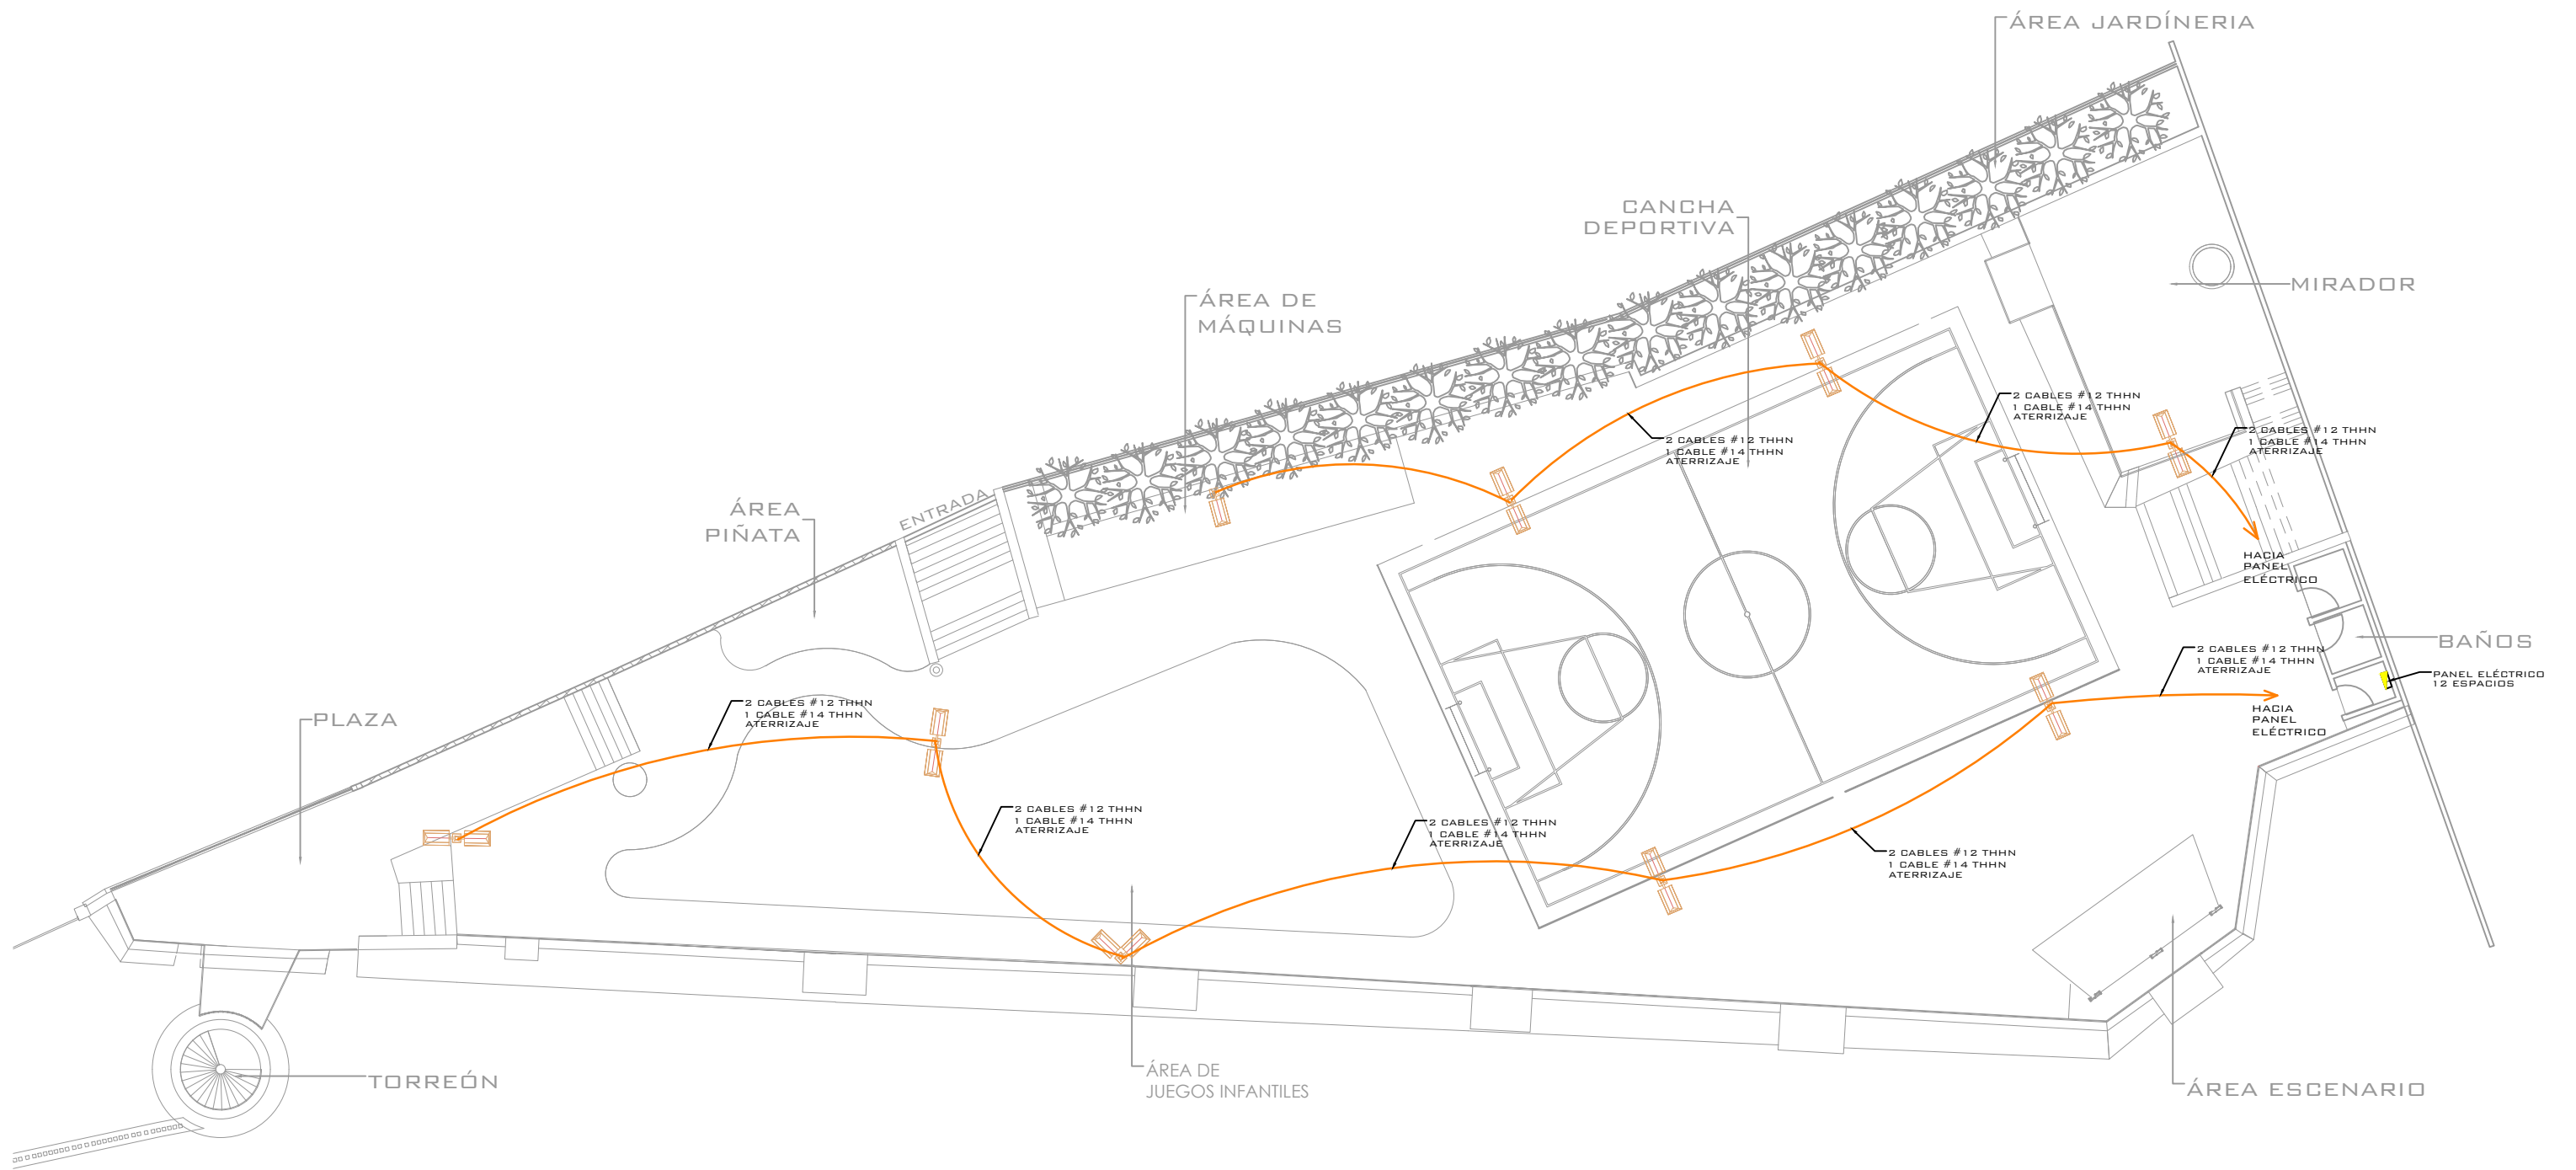 ÁREA JARDÍNERIA
CANCHA
DEPORTIVA
MIRADOR
ÁREA DE
MÁQUINAS
2 CABLES #12 THHN
1 CABLE #14 THHN
ATERRIZAJE
2 CABLES #12 THHN
1 CABLE #14 THHN
ATERRIZAJE
2 CABLES #12 THHN
1 CABLE #14 THHN
ATERRIZAJE
ENTRADA
ÁREA
PIÑATA
HACIA
PANEL
ELÉCTRICO
BAÑOS
2 CABLES #12 THHN
1 CABLE #14 THHN
ATERRIZAJE
PANEL ELÉCTRICO
12 ESPACIOS
HACIA
PANEL
ELÉCTRICO
PLAZA
2 CABLES #12 THHN
1 CABLE #14 THHN
ATERRIZAJE
2 CABLES #12 THHN
1 CABLE #14 THHN
ATERRIZAJE
2 CABLES #12 THHN
1 CABLE #14 THHN
ATERRIZAJE
2 CABLES #12 THHN
1 CABLE #14 THHN
ATERRIZAJE
TORREÓN
ÁREA DE
JUEGOS INFANTILES
ÁREA ESCENARIO